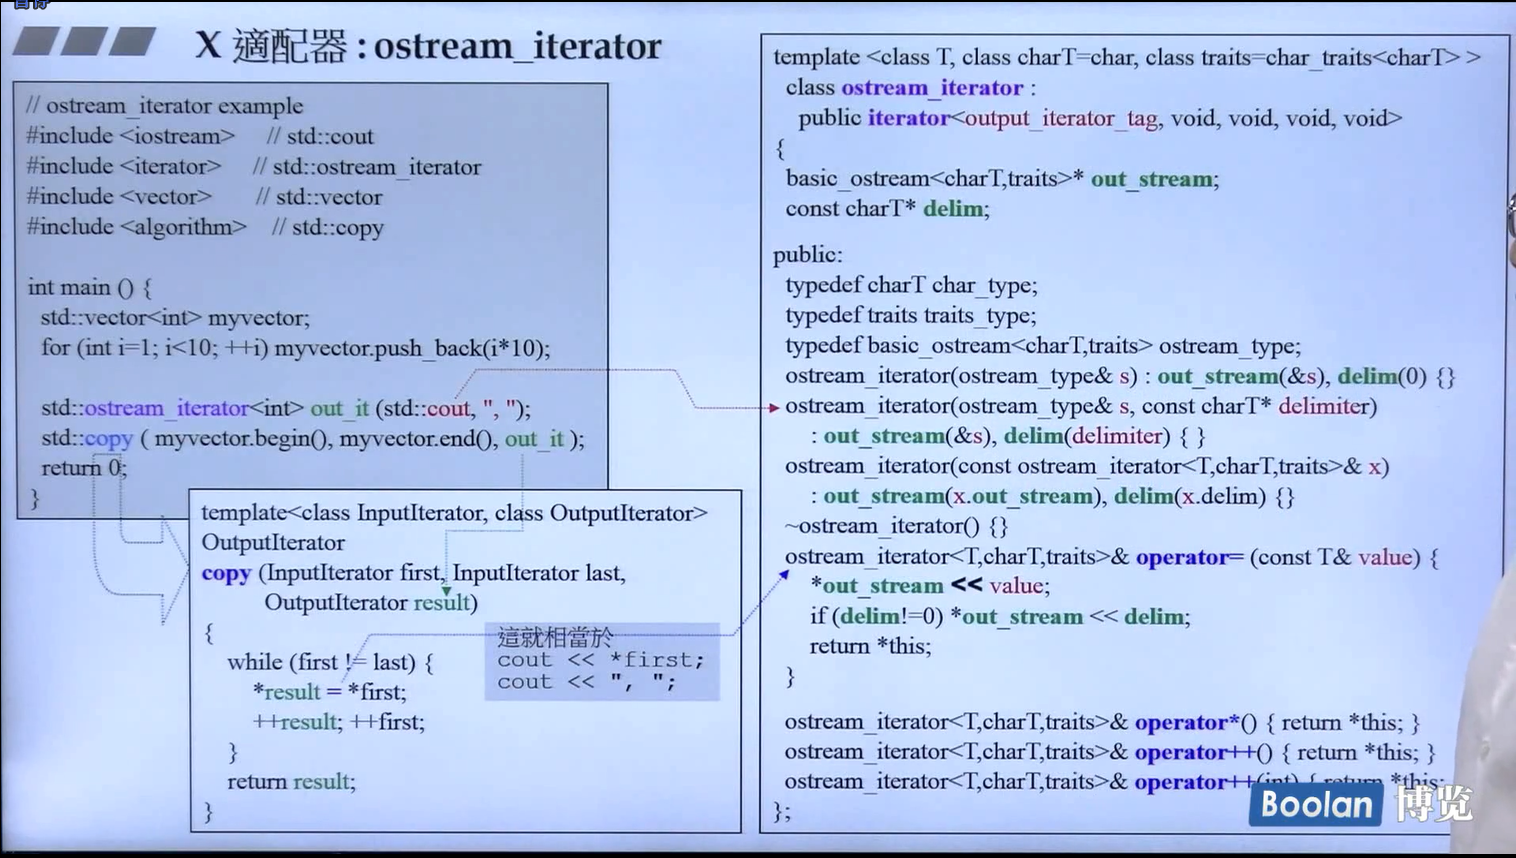 暂停
X 適配器 : ostream_iterator
// ostream_iterator example
#include <iostream> // std::cout
#include <iterator> // std::ostream_iterator
#include <vector> // std::vector
#include <algorithm> // std::copy
int main () {
std::vector<int> myvector;
for (int i=1; i<10; ++i) myvector.push_back(i*10);
std::ostream_iterator<int> out_it (std::cout, ", ");
std::copy ( myvector.begin(), myvector.end(), out_it );
return 0;
}
template<class InputIterator, class OutputIterator>
OutputIterator
copy (InputIterator first, InputIterator last,
OutputIterator result)
{
while (first != last) {
*result = *first;
++result; ++first;
}
return result;
}
這就相當於
cout << *first;
cout << ", ";
template <class T, class charT=char, class traits=char_traits<charT> >
class ostream_iterator :
public iterator<output_iterator_tag, void, void, void, void>
{
basic_ostream<charT,traits>* out_stream;
const charT* delim;
public:
typedef charT char_type;
typedef traits traits_type;
typedef basic_ostream<charT,traits> ostream_type;
ostream_iterator(ostream_type& s) : out_stream(&s), delim(0) {}
ostream_iterator(ostream_type& s, const charT* delimiter)
: out_stream(&s), delim(delimiter) { }
ostream_iterator(const ostream_iterator<T,charT,traits>& x)
: out_stream(x.out_stream), delim(x.delim) {}
~ostream_iterator() {}
ostream_iterator<T,charT,traits>& operator= (const T& value) {
*out_stream << value;
if (delim!=0) *out_stream << delim;
return *this;
}
ostream_iterator<T,charT,traits>& operator*() { return *this; }
ostream_iterator<T,charT,traits>& operator++() { return *this; }
ostream_iterator<T,charT,traits>& operator++(int) { return *this;
};
Boolan 博览